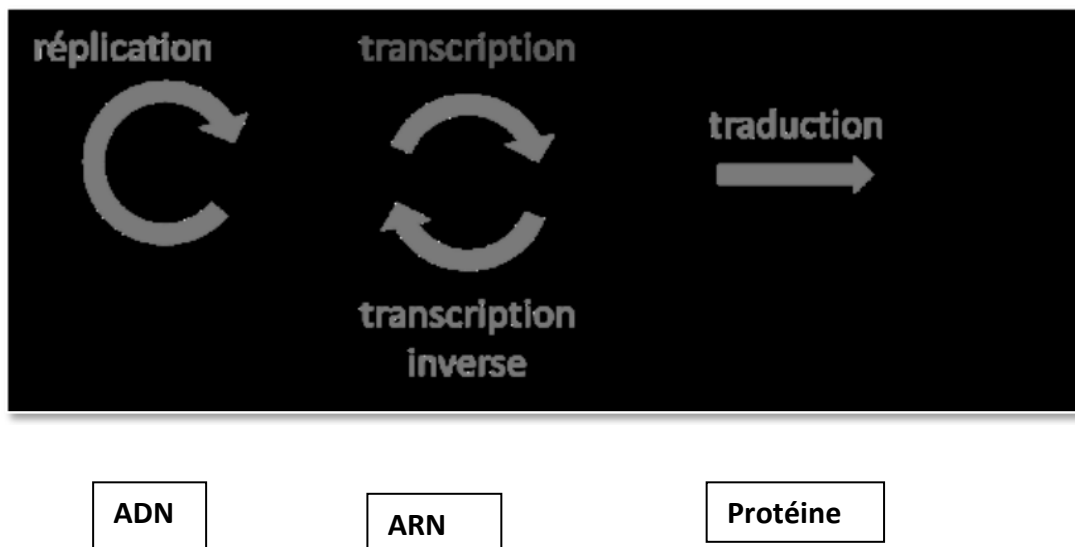 réplication
transcription
traduction
transcription
inverse
ADN
ARN
Protéine